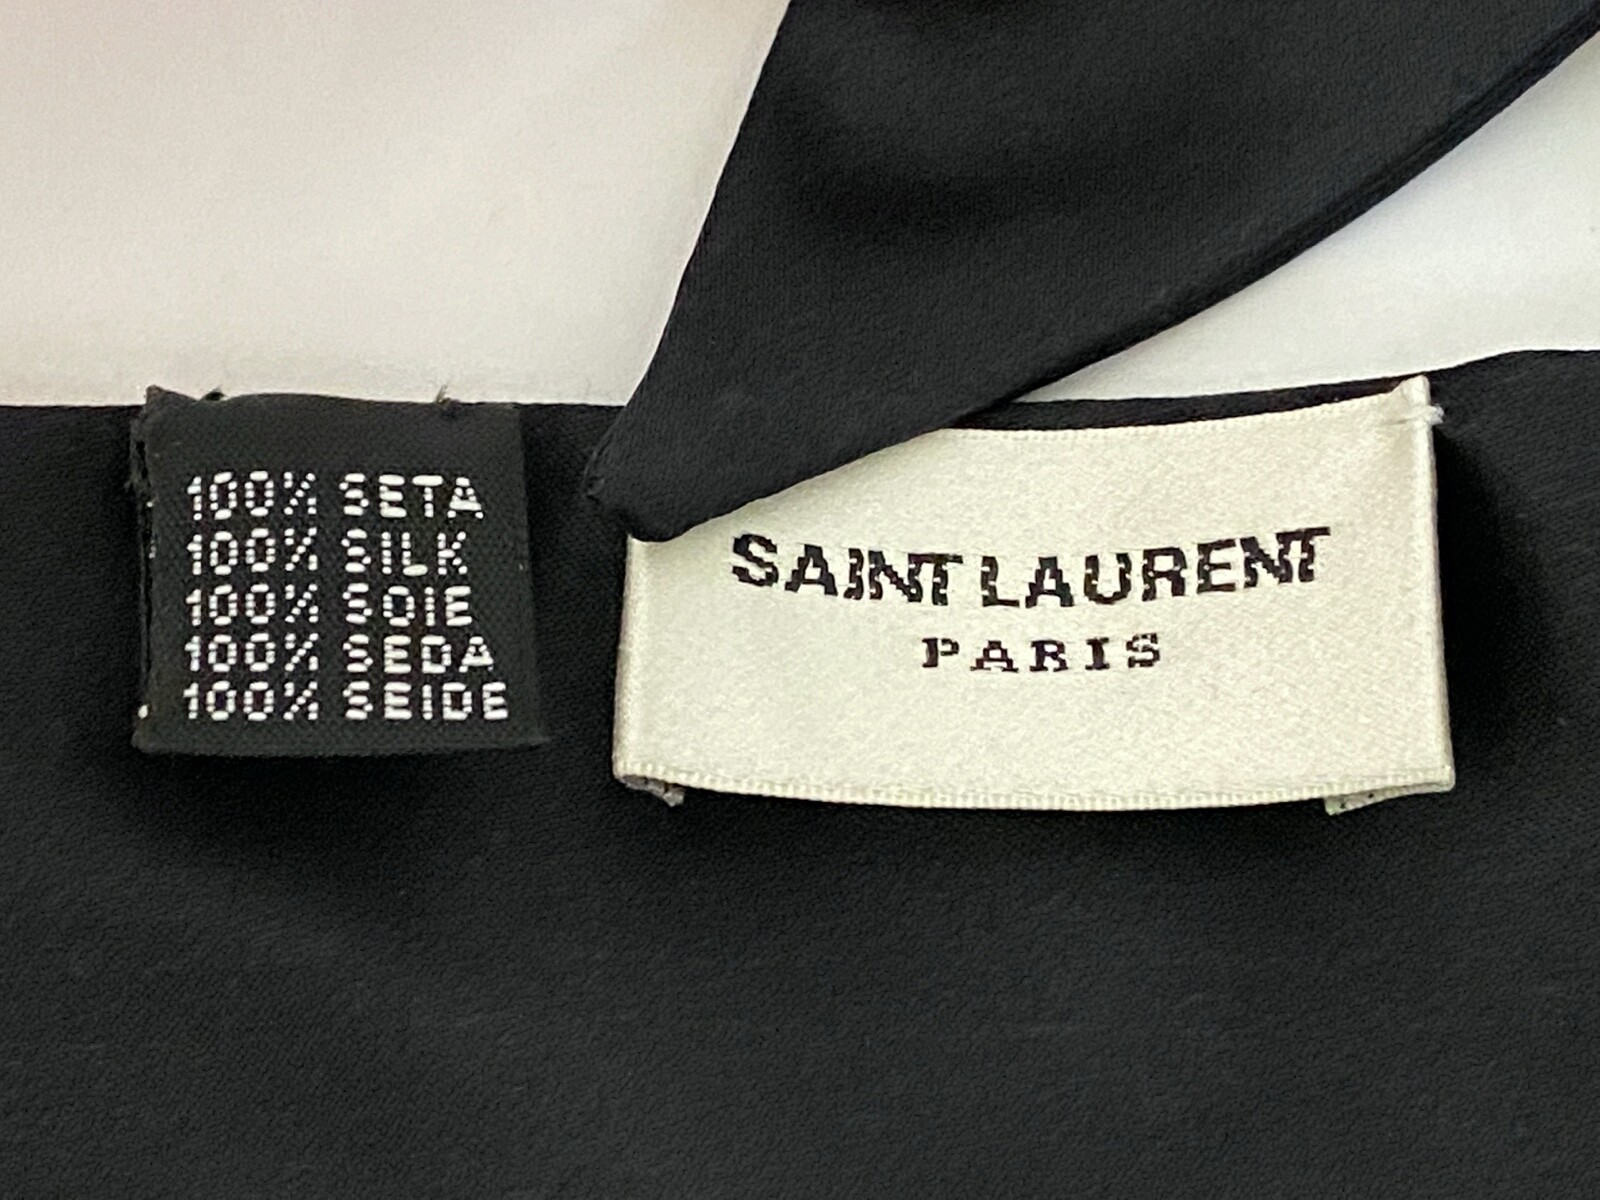 100% SETA
100% SILK
100% SOIE
100% SEDA
100% SEIDE
SAINT LAURENT
PARIS